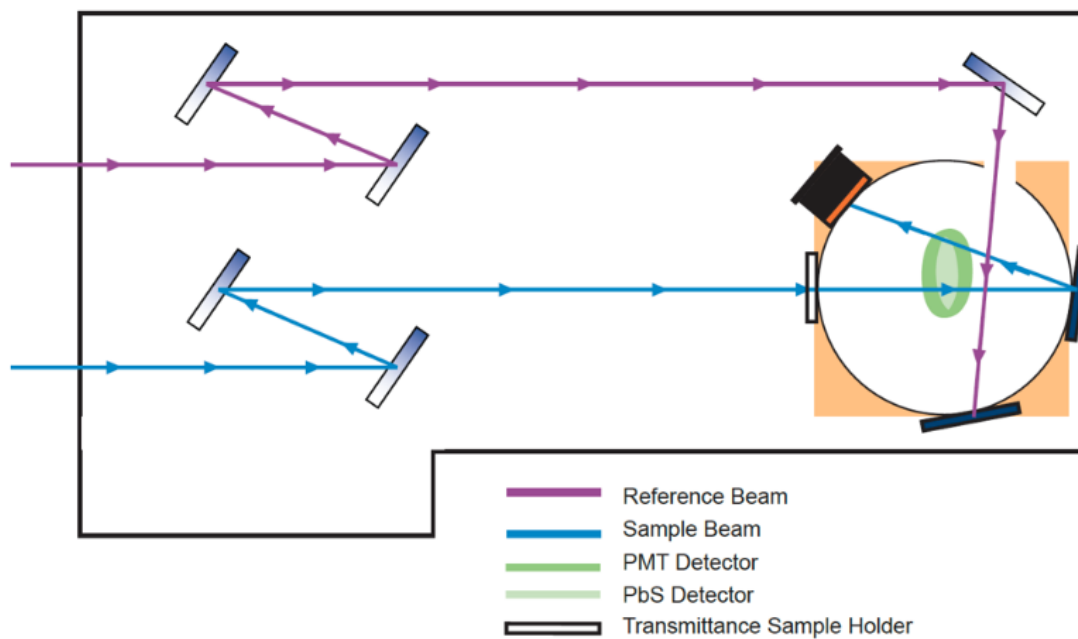 Reference Beam
Sample Beam
PMT Detector
PbS Detector
Transmittance Sample Holder